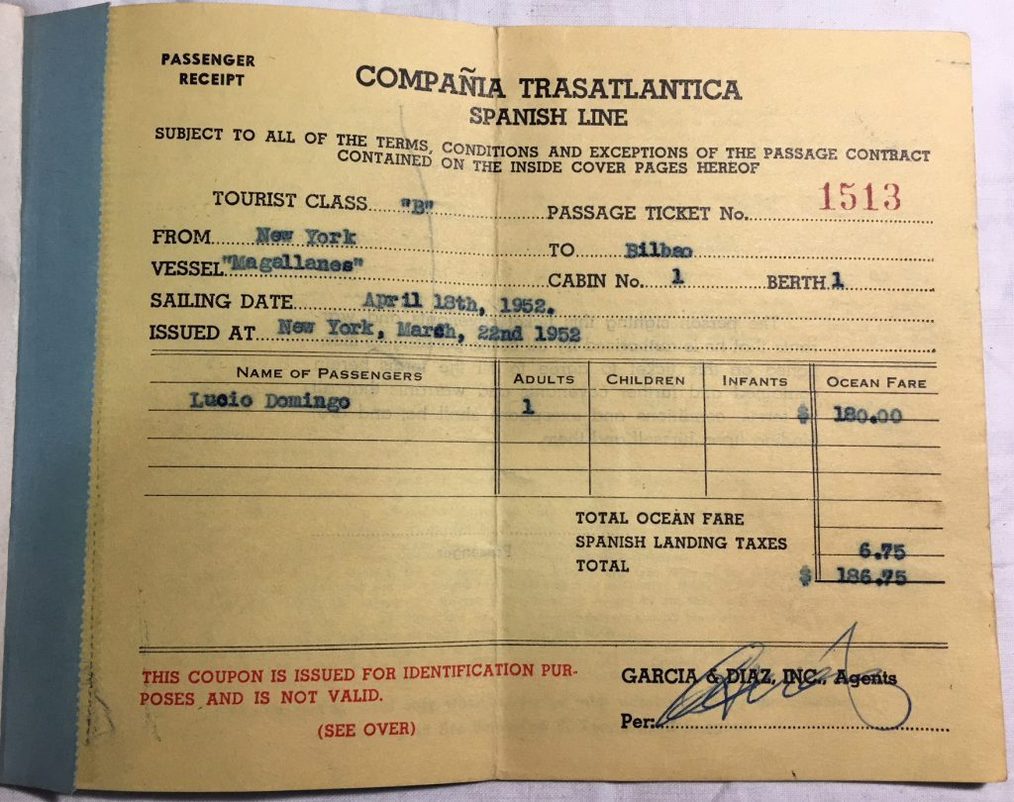 PASSENGER
RECEIPT
COMPAÑIA TRASATLANTICA
SPANISH LINE
SUBJECT TO ALL OF THE TERMS, CONDITIONS AND EXCEPTIONS OF THE PASSAGE CONTRACT
CONTAINED ON THE INSIDE COVER PAGES HEREOF
TOURIST CLASS "B" PASSAGE TICKET No. 1513
FROM New York TO Bilbao
VESSEL "Magallanes" CABIN No. 1 BERTH 1
SAILING DATE April 18th, 1952.
ISSUED AT New York, March, 22nd 1952
NAME OF PASSENGERS ADULTS CHILDREN INFANTS OCEAN FARE
Lucio Domingo 1 $ 180.00
TOTAL OCEAN FARE
SPANISH LANDING TAXES 6.75
TOTAL $ 186.75
THIS COUPON IS ISSUED FOR IDENTIFICATION PUR-
POSES AND IS NOT VALID.
(SEE OVER)
GARCIA & DIAZ, INC., Agents
Per: